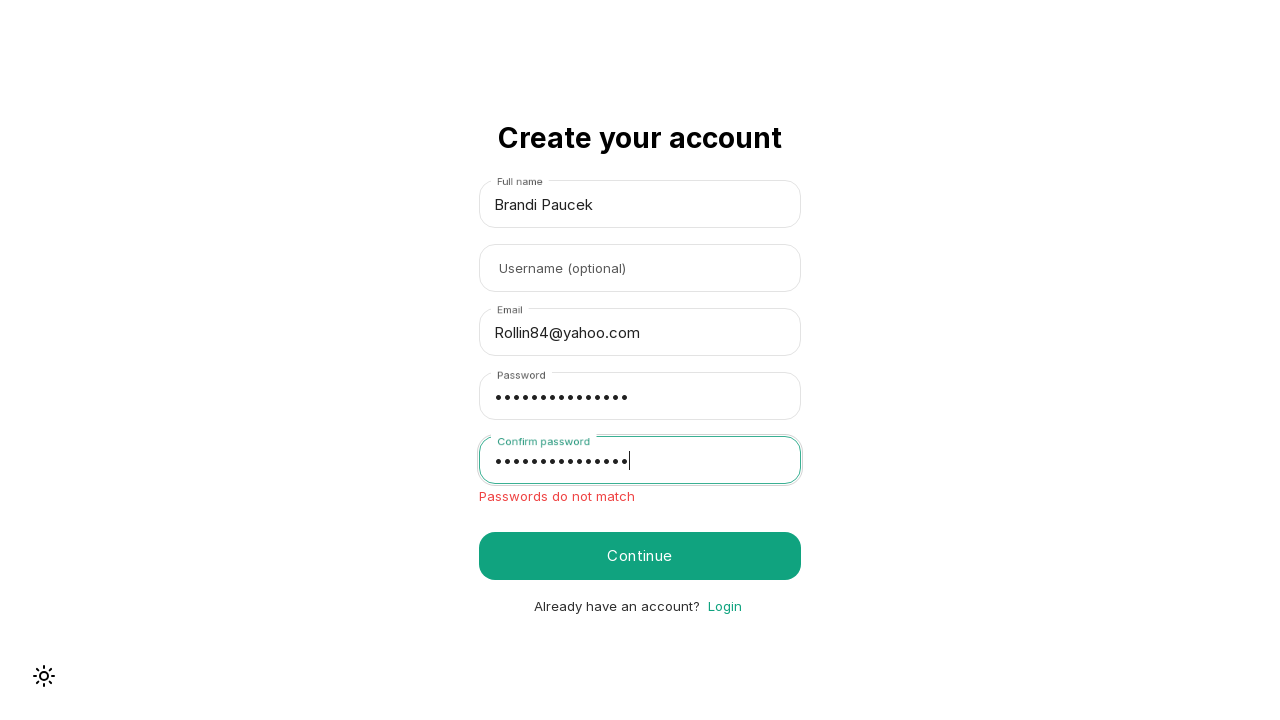 Create your account
Full name
Brandi Paucek
Username (optional)
Email
Rollin84@yahoo.com
Password
•••••••••••••••
Confirm password
•••••••••••••••
Passwords do not match
Continue
Already have an account? Login